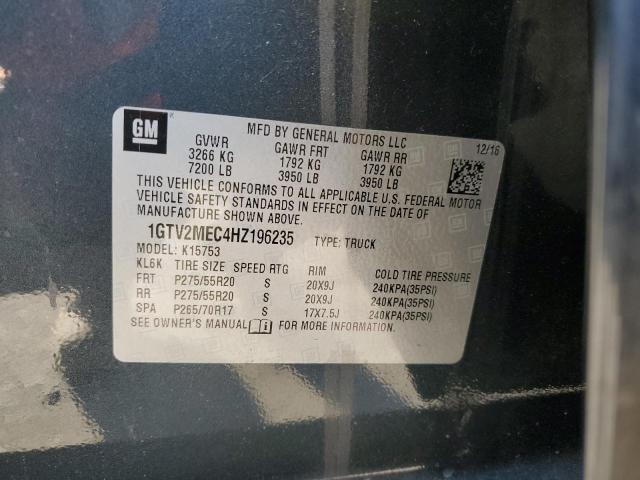 GM
MFD BY GENERAL MOTORS LLC
GVWR GAWR FRT GAWR RR 12/16
3266 KG 1792 KG 1792 KG
7200 LB 3950 LB 3950 LB
THIS VEHICLE CONFORMS TO ALL APPLICABLE U.S. FEDERAL MOTOR
VEHICLE SAFETY STANDARDS IN EFFECT ON THE DATE OF
MANUFACTURE SHOWN ABOVE.
1GTV2MEC4HZ196235 TYPE: TRUCK
MODEL: K15753
KL6K TIRE SIZE SPEED RTG RIM COLD TIRE PRESSURE
FRT P275/55R20 S 20X9J 240KPA(35PSI)
RR P275/55R20 S 20X9J 240KPA(35PSI)
SPA P265/70R17 S 17X7.5J 240KPA(35PSI)
SEE OWNER'S MANUAL FOR MORE INFORMATION.